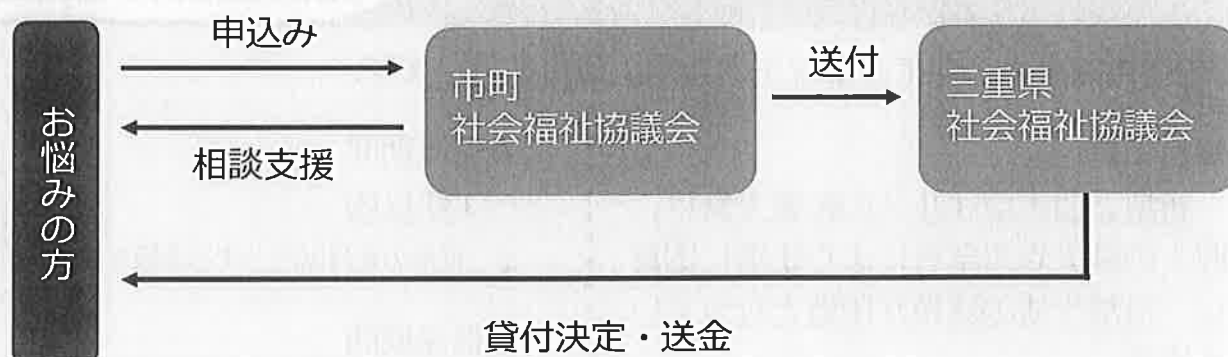 お悩みの方
申込み
相談支援
市町
社会福祉協議会
送付
三重県
社会福祉協議会
貸付決定・送金